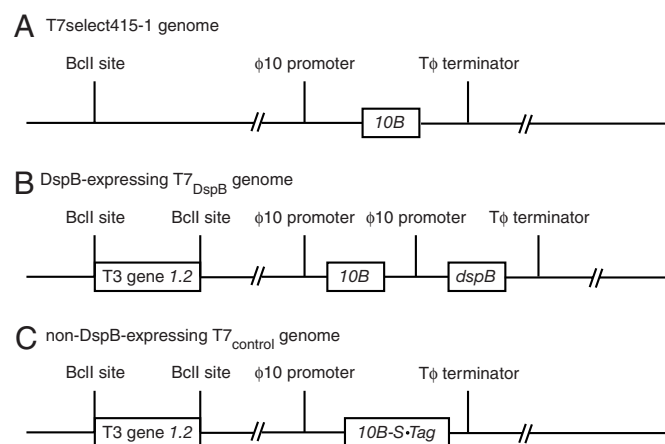 A T7select415-1 genome
BclI site ϕ10 promoter Tϕ terminator
10B
B DspB-expressing T7DspB genome
BclI site BclI site ϕ10 promoter ϕ10 promoter Tϕ terminator
T3 gene 1.2 10B dspB
C non-DspB-expressing T7control genome
BclI site BclI site ϕ10 promoter Tϕ terminator
T3 gene 1.2 10B-S•Tag